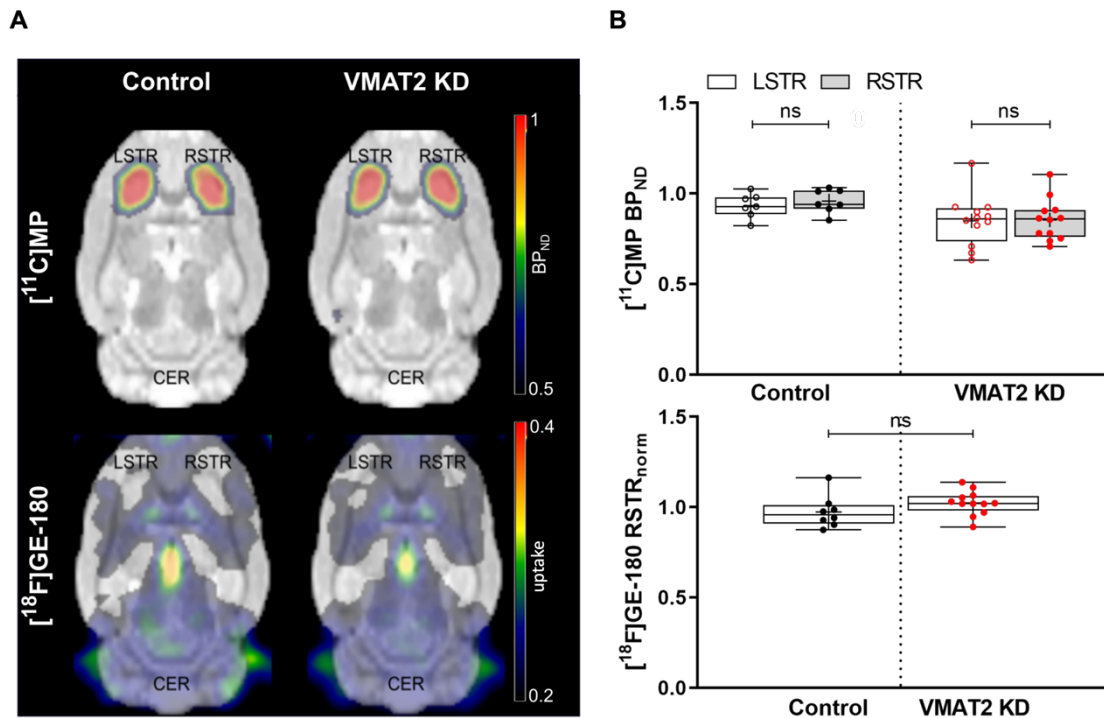 A
Control VMAT2 KD
[¹¹C]MP
LSTR RSTR LSTR RSTR
CER CER
1
BP_ND
0.5
[¹⁸F]GE-180
LSTR RSTR LSTR RSTR
CER CER
0.4
uptake
0.2
B
LSTR RSTR
[¹¹C]MP BP_ND
1.5
1.0
0.5
0.0
ns ns
Control VMAT2 KD
[¹⁸F]GE-180 RSTR_norm
1.5
1.0
0.5
0.0
ns
Control VMAT2 KD